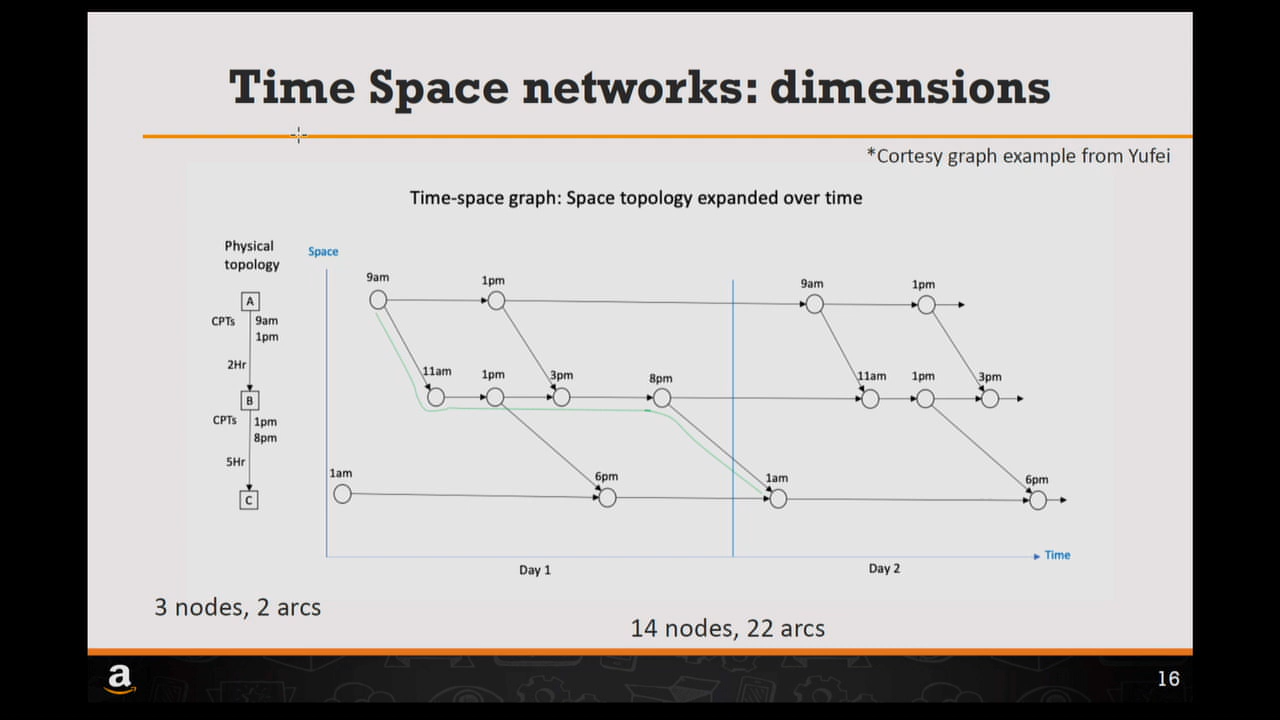 Time Space networks: dimensions
*Cortesy graph example from Yufei
Time-space graph: Space topology expanded over time
Physical
topology
Space
A
CPTs 9am
1pm
2Hr
B
CPTs 1pm
8pm
5Hr
C
9am 1pm 9am 1pm
11am 1pm 3pm 8pm 11am 1pm 3pm
1am 6pm 1am 6pm
Time
Day 1 Day 2
3 nodes, 2 arcs
14 nodes, 22 arcs
a
16